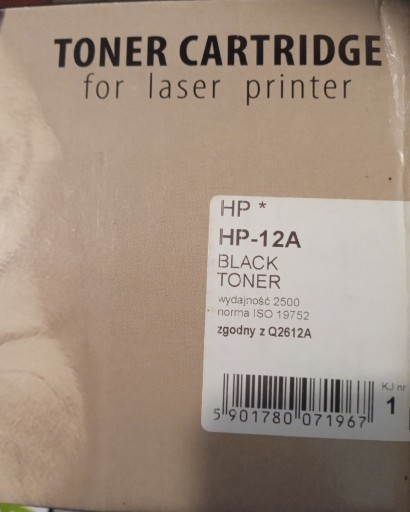 TONER CARTRIDGE
for laser printer
HP *
HP-12A
BLACK
TONER
wydajność 2500
norma ISO 19752
zgodny z Q2612A
KJ nr
1
5 901780 071967